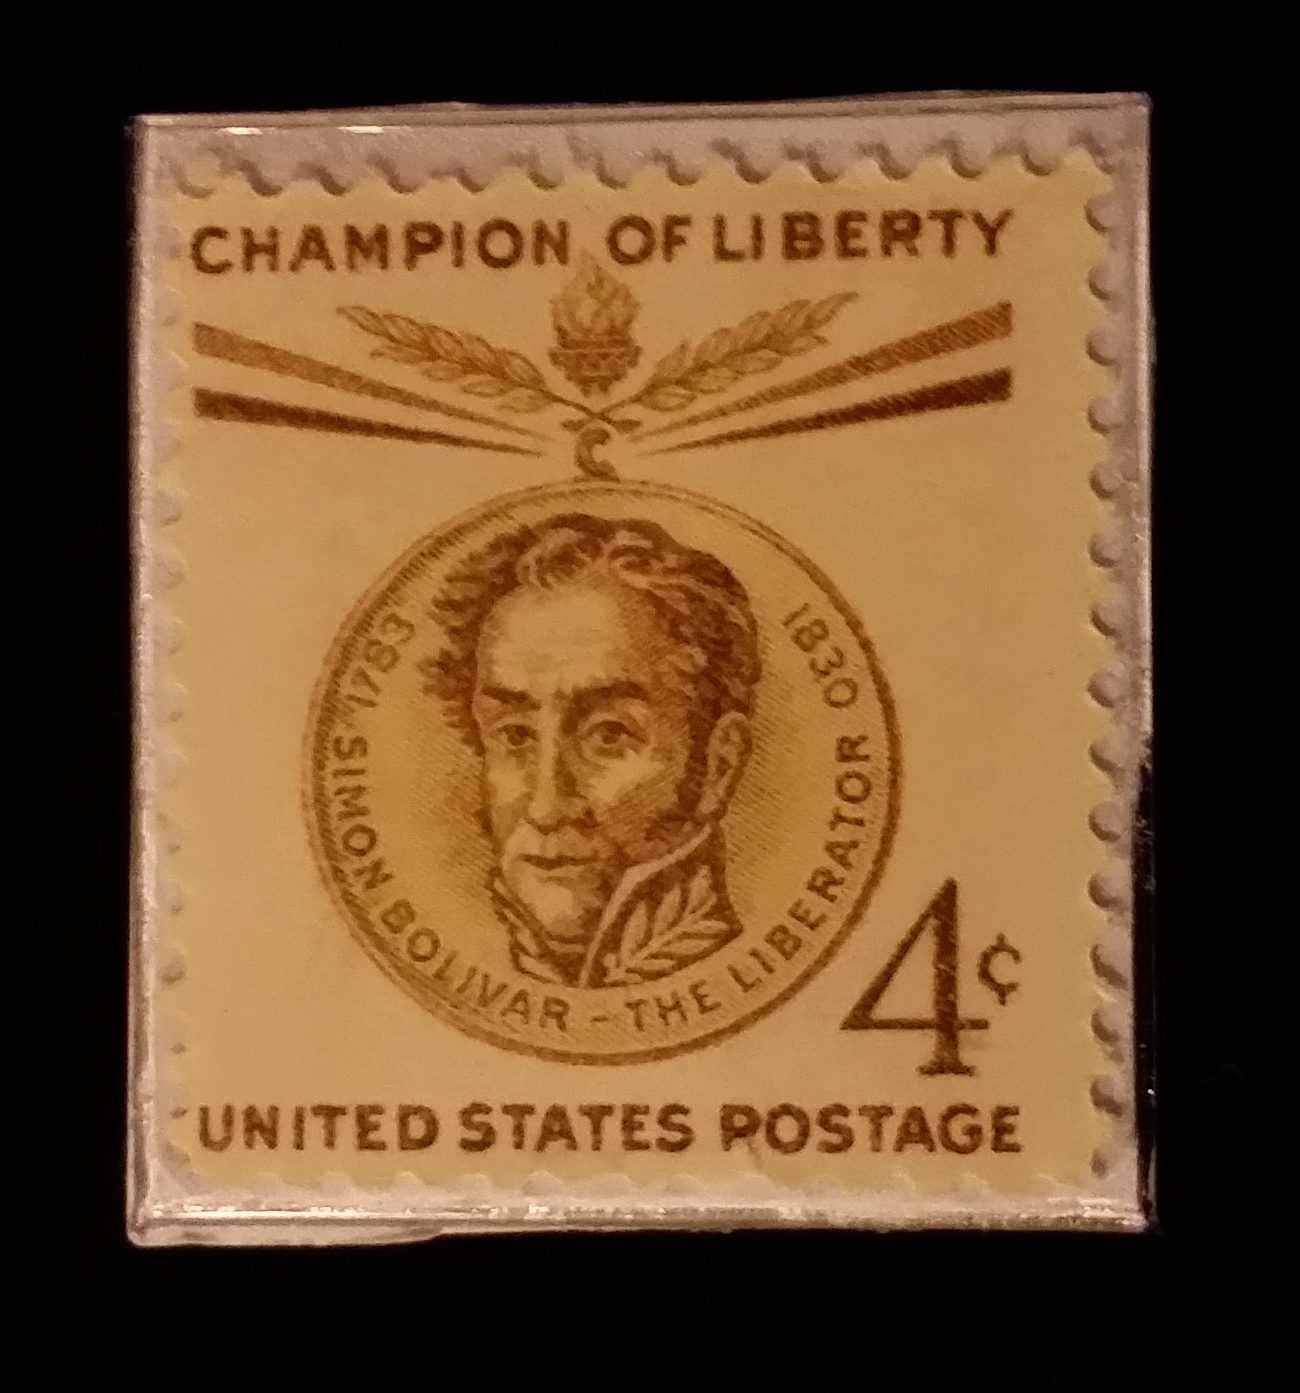 CHAMPION OF LIBERTY
1783
1830
SIMON BOLIVAR - THE LIBERATOR
4¢
UNITED STATES POSTAGE